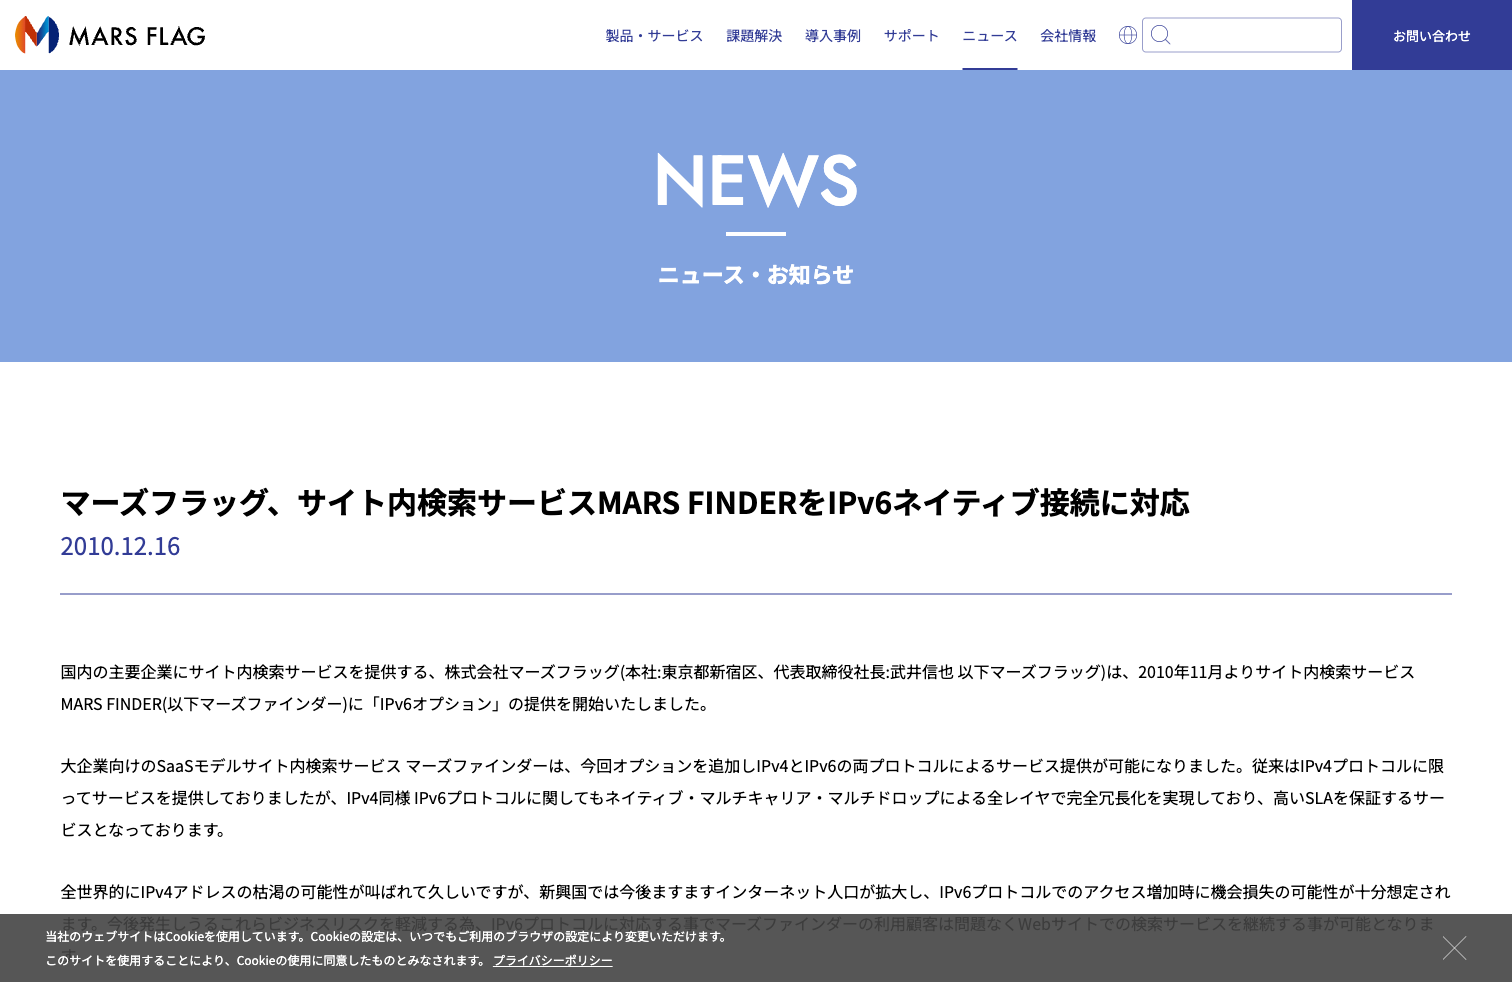 MARS FLAG
製品・サービス 課題解決 導入事例 サポート ニュース 会社情報 お問い合わせ
NEWS
ニュース・お知らせ
マーズフラッグ、サイト内検索サービスMARS FINDERをIPv6ネイティブ接続に対応
2010.12.16
国内の主要企業にサイト内検索サービスを提供する、株式会社マーズフラッグ(本社:東京都新宿区、代表取締役社長:武井信也 以下マーズフラッグ)は、2010年11月よりサイト内検索サービス
MARS FINDER(以下マーズファインダー)に「IPv6オプション」の提供を開始いたしました。
大企業向けのSaaSモデルサイト内検索サービス マーズファインダーは、今回オプションを追加しIPv4とIPv6の両プロトコルによるサービス提供が可能になりました。従来はIPv4プロトコルに限
ってサービスを提供しておりましたが、IPv4同様 IPv6プロトコルに関してもネイティブ・マルチキャリア・マルチドロップによる全レイヤで完全冗長化を実現しており、高いSLAを保証するサー
ビスとなっております。
全世界的にIPv4アドレスの枯渇の可能性が叫ばれて久しいですが、新興国では今後ますますインターネット人口が拡大し、IPv6プロトコルでのアクセス増加時に機会損失の可能性が十分想定され
ます。今後発生しうるこれらビジネスリスクを軽減する為、IPv6プロトコルに対応する事でマーズファインダーの利用顧客は問題なくWebサイトでの検索サービスを継続する事が可能となりま
当社のウェブサイトはCookieを使用しています。Cookieの設定は、いつでもご利用のブラウザの設定により変更いただけます。
このサイトを使用することにより、Cookieの使用に同意したものとみなされます。 プライバシーポリシー